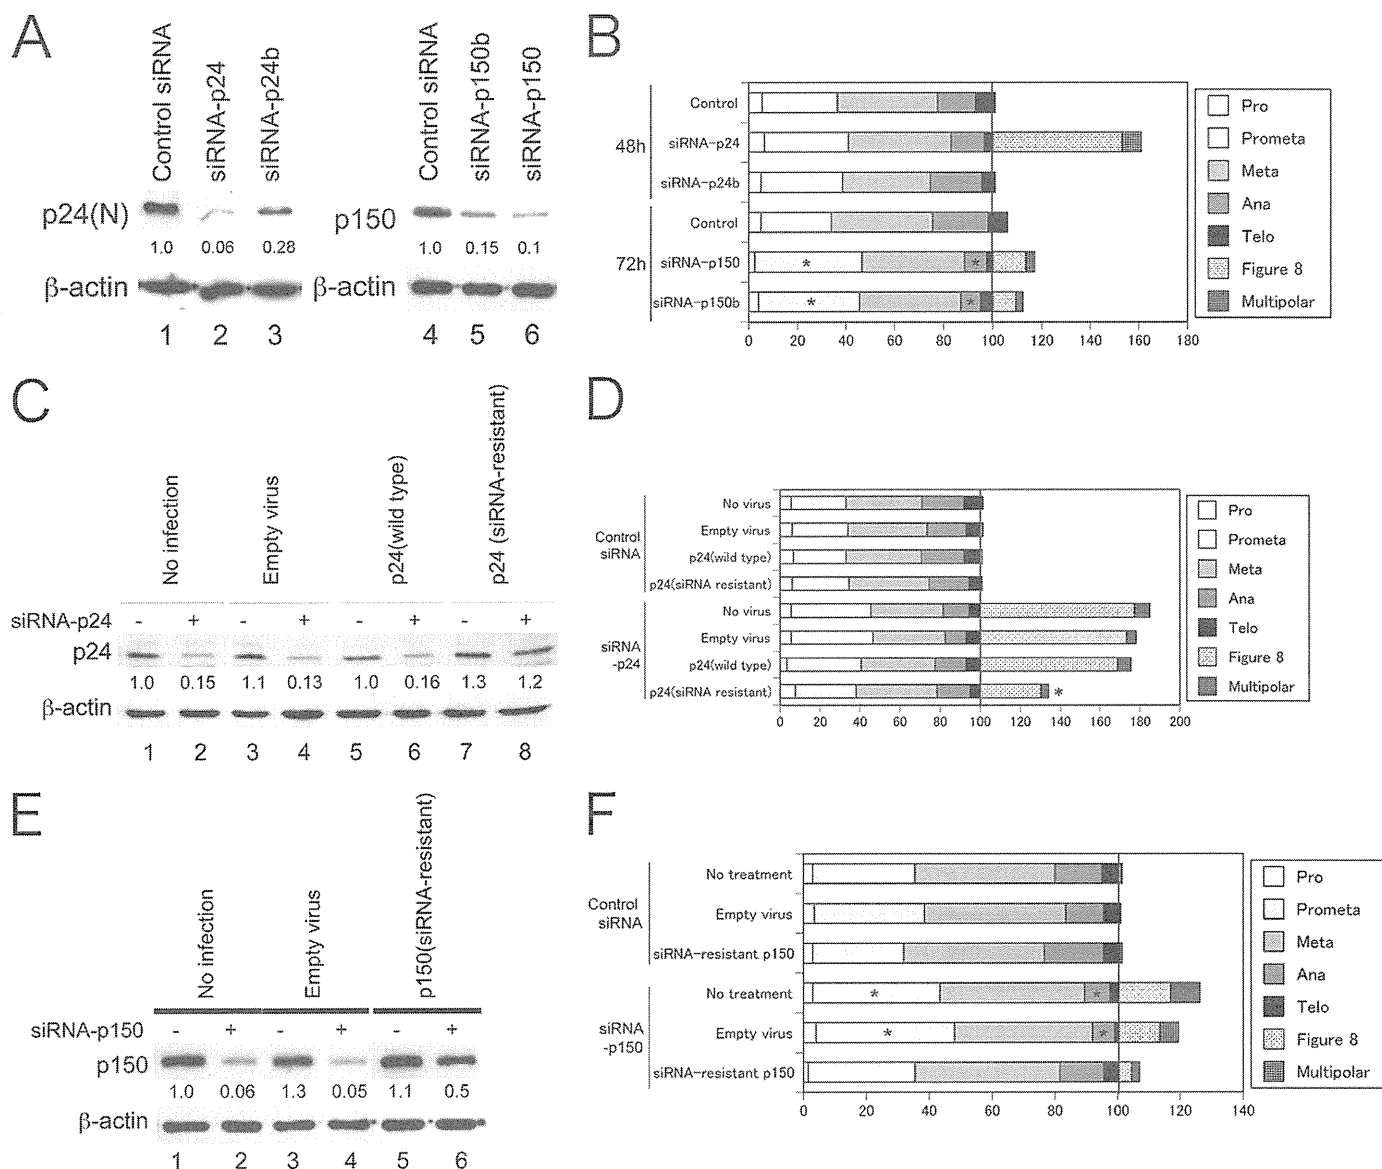 A
Control siRNA
siRNA-p24
siRNA-p24b
Control siRNA
siRNA-p150b
siRNA-p150
p24(N)
1.0 0.06 0.28
β-actin
1 2 3
p150
1.0 0.15 0.1
β-actin
4 5 6
B
48h
Control
siRNA-p24
siRNA-p24b
72h
Control
siRNA-p150
siRNA-p150b
* *
* *
0 20 40 60 80 100 120 140 160 180
Pro
Prometa
Meta
Ana
Telo
Figure 8
Multipolar
C
No infection
Empty virus
p24(wild type)
p24 (siRNA-resistant)
siRNA-p24 - + - + - + - +
p24
1.0 0.15 1.1 0.13 1.0 0.16 1.3 1.2
β-actin
1 2 3 4 5 6 7 8
D
Control siRNA
No virus
Empty virus
p24(wild type)
p24(siRNA resistant)
siRNA -p24
No virus
Empty virus
p24(wild type)
p24(siRNA resistant) *
0 20 40 60 80 100 120 140 160 180 200
Pro
Prometa
Meta
Ana
Telo
Figure 8
Multipolar
E
No infection
Empty virus
p150(siRNA-resistant)
siRNA-p150 - + - + - +
p150
1.0 0.06 1.3 0.05 1.1 0.5
β-actin
1 2 3 4 5 6
F
Control siRNA
No treatment
Empty virus
siRNA-resistant p150
siRNA -p150
No treatment * *
Empty virus * *
siRNA-resistant p150
0 20 40 60 80 100 120 140
Pro
Prometa
Meta
Ana
Telo
Figure 8
Multipolar